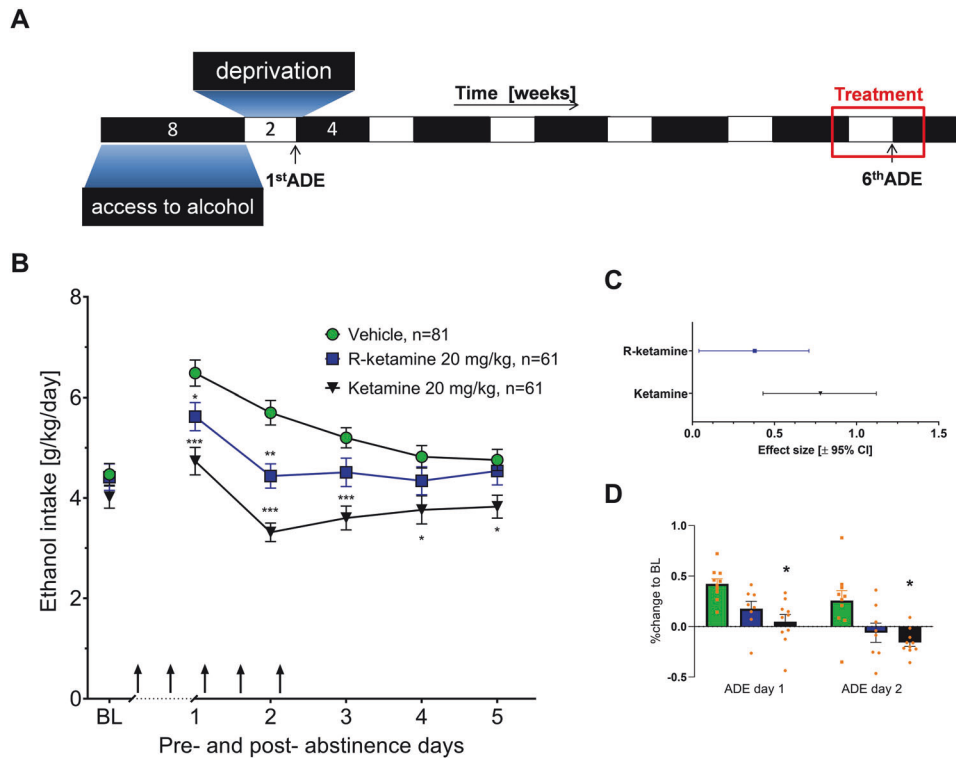 A
deprivation
Time [weeks]
Treatment
8
2
4
1stADE
6thADE
access to alcohol
B
Ethanol intake [g/kg/day]
8
6
4
2
0
Vehicle, n=81
R-ketamine 20 mg/kg, n=61
Ketamine 20 mg/kg, n=61
*
***
**
***
***
*
*
BL
1
2
3
4
5
Pre- and post- abstinence days
C
R-ketamine
Ketamine
0.0
0.5
1.0
1.5
Effect size [± 95% CI]
D
%change to BL
1.0
0.5
0.0
-0.5
*
*
ADE day 1
ADE day 2